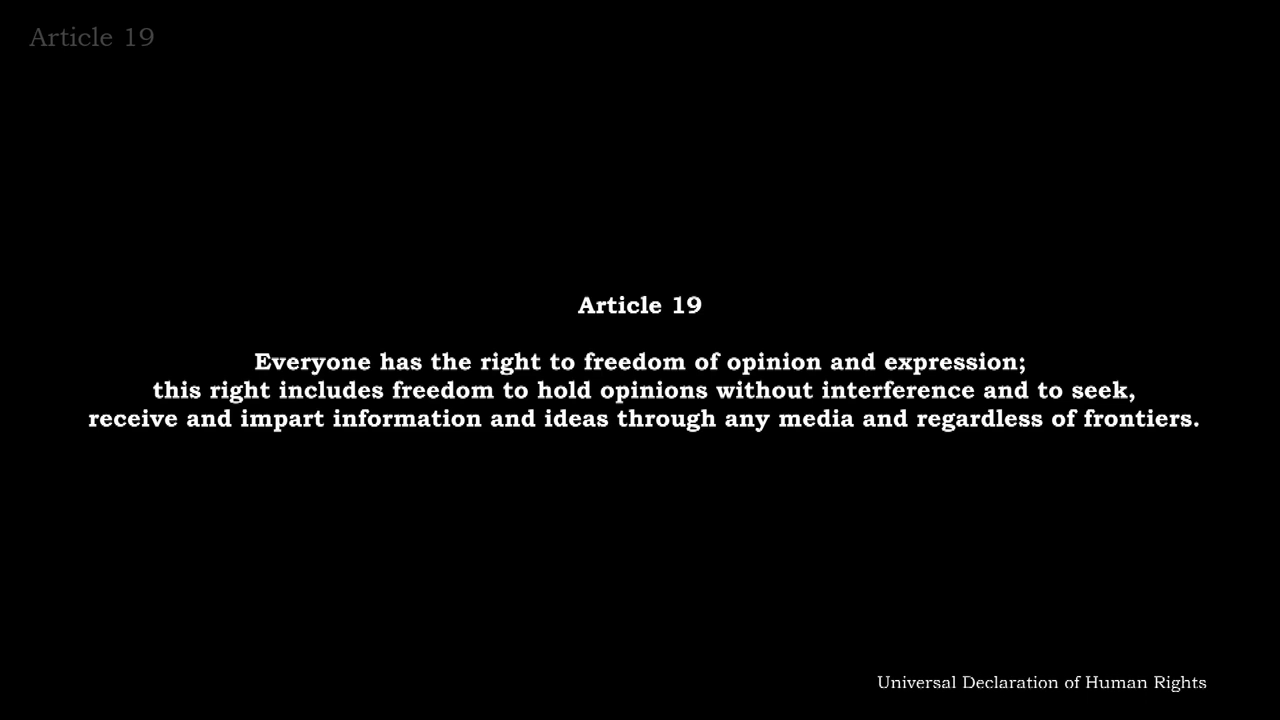 Article 19
Article 19
Everyone has the right to freedom of opinion and expression;
this right includes freedom to hold opinions without interference and to seek,
receive and impart information and ideas through any media and regardless of frontiers.
Universal Declaration of Human Rights